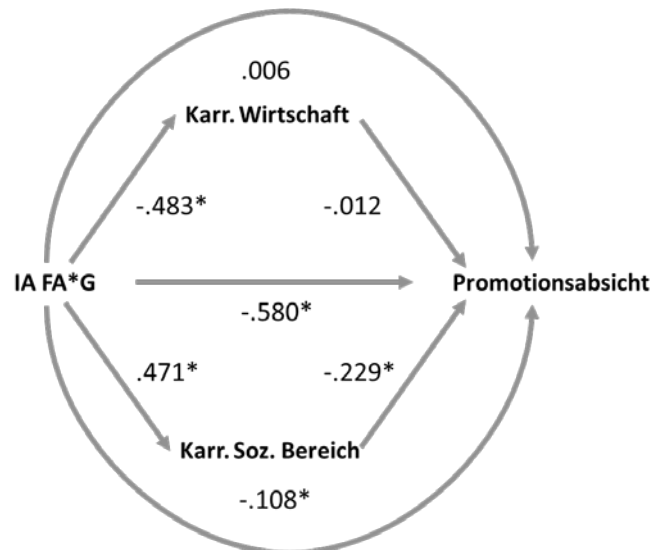 .006
Karr. Wirtschaft
-.483*
-.012
IA FA*G
Promotionsabsicht
-.580*
.471*
-.229*
Karr. Soz. Bereich
-.108*